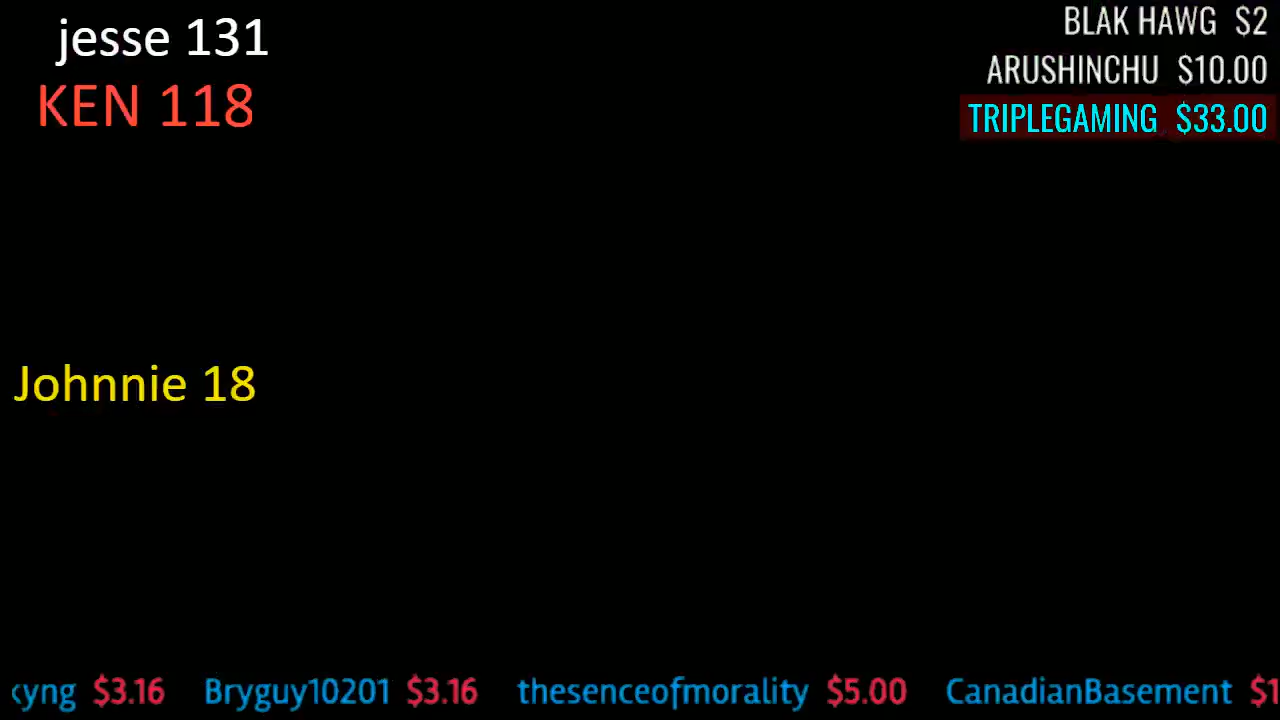 jesse 131
KEN 118
BLAK HAWG $2
ARUSHINCHU $10.00
TRIPLEGAMING $33.00
Johnnie 18
$3.16 Bryguy10201 $3.16 thesenceofmorality $5.00 CanadianBasement